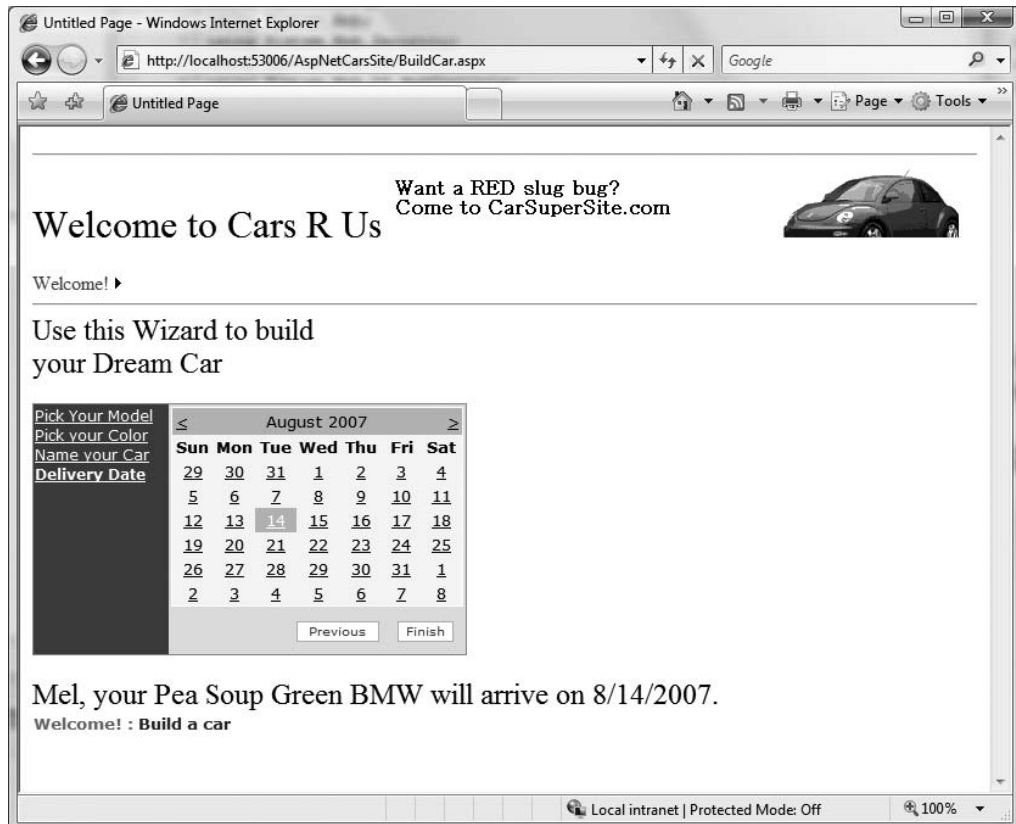 Untitled Page - Windows Internet Explorer
http://localhost:53006/AspNetCarsSite/BuildCar.aspx
Google
Untitled Page
Page
Tools
Want a RED slug bug?
Come to CarSuperSite.com
Welcome to Cars R Us
Welcome!
Use this Wizard to build
your Dream Car
Pick Your Model
Pick your Color
Name your Car
Delivery Date
< August 2007 >
Sun Mon Tue Wed Thu Fri Sat
29 30 31 1 2 3 4
5 6 7 8 9 10 11
12 13 14 15 16 17 18
19 20 21 22 23 24 25
26 27 28 29 30 31 1
2 3 4 5 6 7 8
Previous Finish
Mel, your Pea Soup Green BMW will arrive on 8/14/2007.
Welcome! : Build a car
Local intranet | Protected Mode: Off
100%